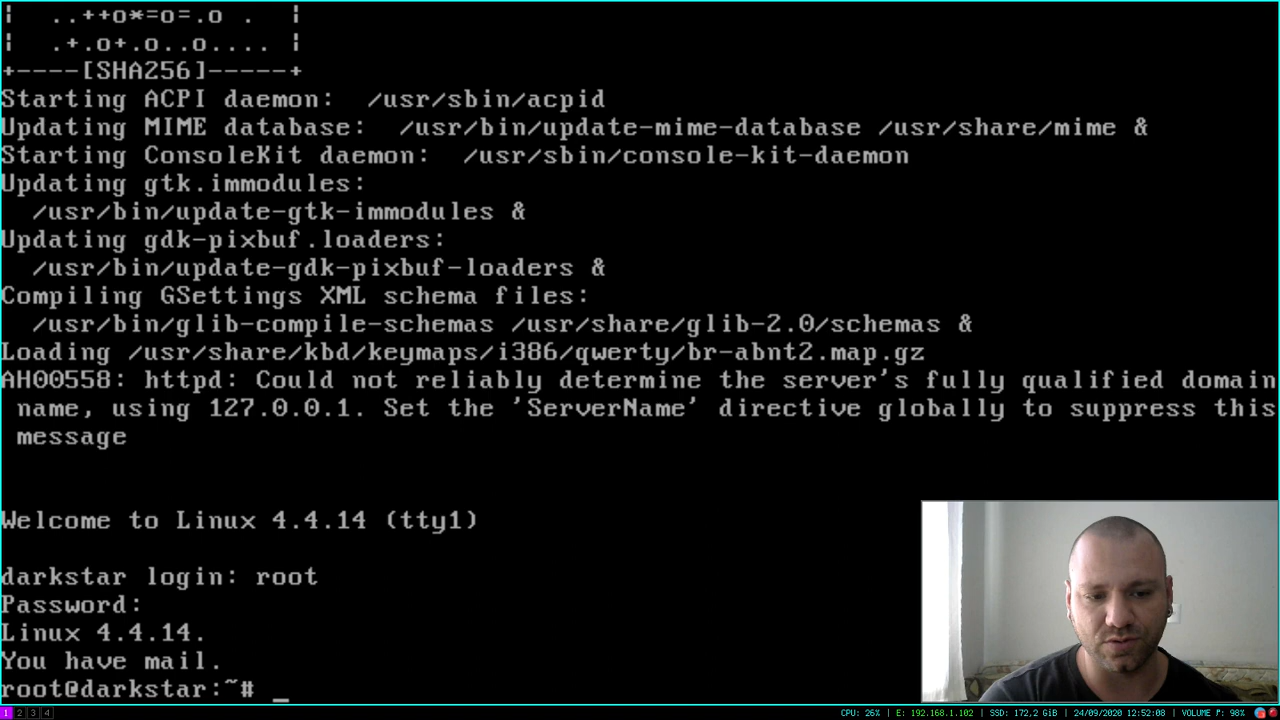 ¦  ..++o*=o=.o .  ¦
¦  .+.o+.o..o.... ¦
+----[SHA256]-----+
Starting ACPI daemon:  /usr/sbin/acpid
Updating MIME database:  /usr/bin/update-mime-database /usr/share/mime &
Starting ConsoleKit daemon:  /usr/sbin/console-kit-daemon
Updating gtk.immodules:
  /usr/bin/update-gtk-immodules &
Updating gdk-pixbuf.loaders:
  /usr/bin/update-gdk-pixbuf-loaders &
Compiling GSettings XML schema files:
  /usr/bin/glib-compile-schemas /usr/share/glib-2.0/schemas &
Loading /usr/share/kbd/keymaps/i386/qwerty/br-abnt2.map.gz
AH00558: httpd: Could not reliably determine the server's fully qualified domain
 name, using 127.0.0.1. Set the 'ServerName' directive globally to suppress this
 message
Welcome to Linux 4.4.14 (tty1)
darkstar login: root
Password:
Linux 4.4.14.
You have mail.
root@darkstar:~# _
1 2 3 4 CPU: 26% | E: 192.168.1.102 | SSD: 172,2 GiB | 24/09/2020 12:52:08 | VOLUME P: 98%